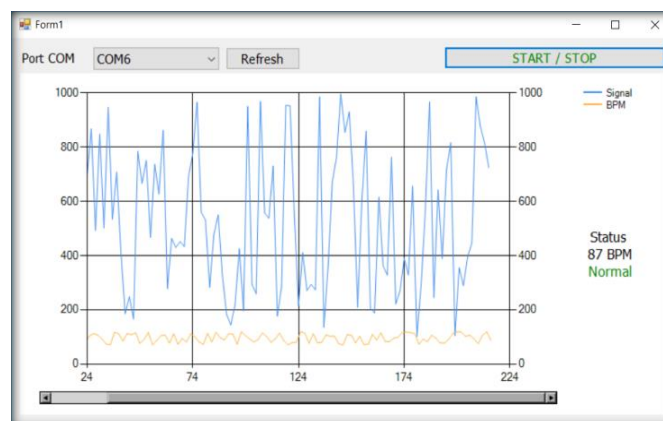 Form1
Port COM COM6 Refresh START / STOP
1000 1000 Signal
BPM
800 800
600 600
Status
400 400 87 BPM
Normal
200 200
0 0
24 74 124 174 224